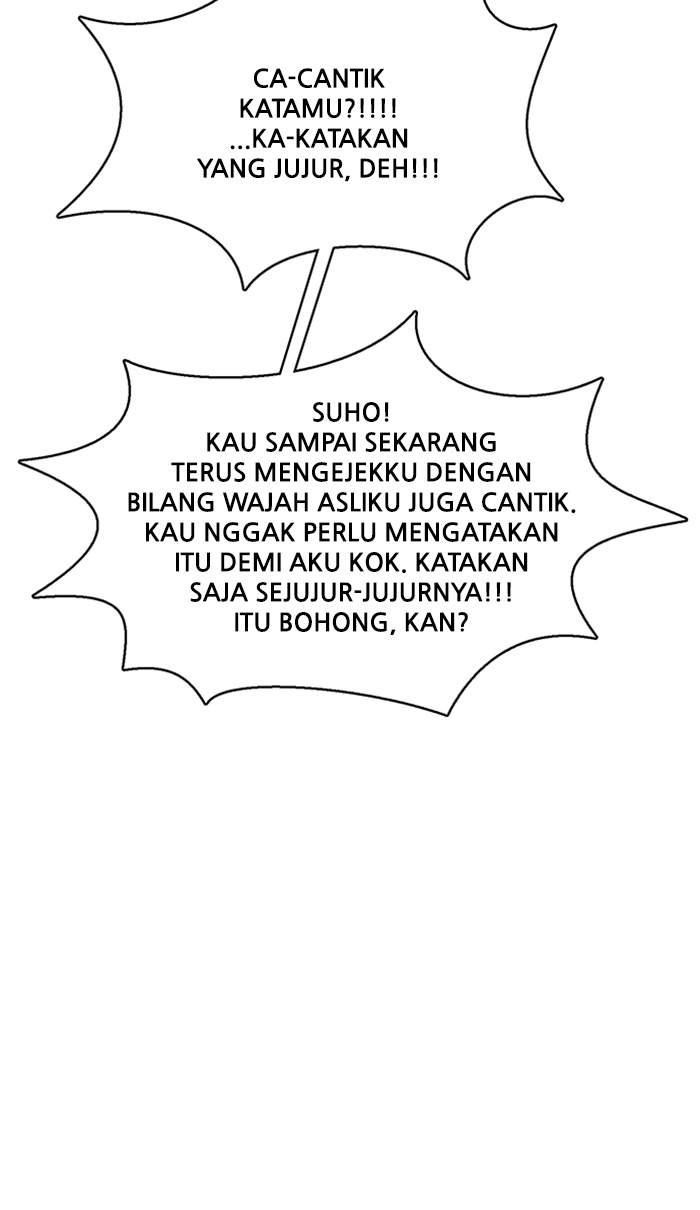 CA-CANTIK
KATAMU?!!!!
...KA-KATAKAN
YANG JUJUR, DEH!!!
SUHO!
KAU SAMPAI SEKARANG
TERUS MENGEJEKKU DENGAN
BILANG WAJAH ASLIKU JUGA CANTIK.
KAU NGGAK PERLU MENGATAKAN
ITU DEMI AKU KOK. KATAKAN
SAJA SEJUJUR-JUJURNYA!!!
ITU BOHONG, KAN?